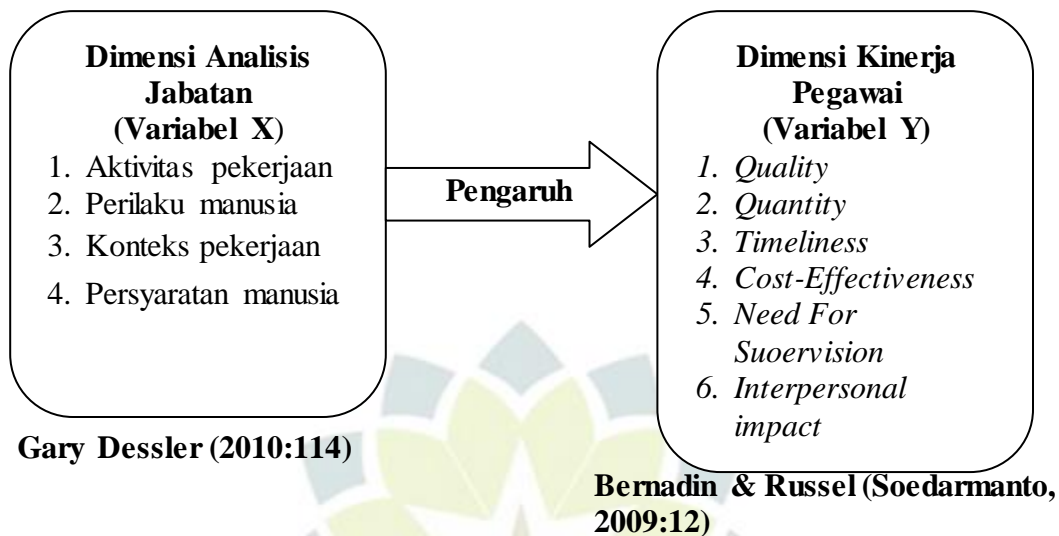 Dimensi Analisis
Jabatan
(Variabel X)
1. Aktivitas pekerjaan
2. Perilaku manusia
3. Konteks pekerjaan
4. Persyaratan manusia
Gary Dessler (2010:114)
Pengaruh
Dimensi Kinerja
Pegawai
(Variabel Y)
1. Quality
2. Quantity
3. Timeliness
4. Cost-Effectiveness
5. Need For
Suoervision
6. Interpersonal
impact
Bernadin & Russel (Soedarmanto,
2009:12)